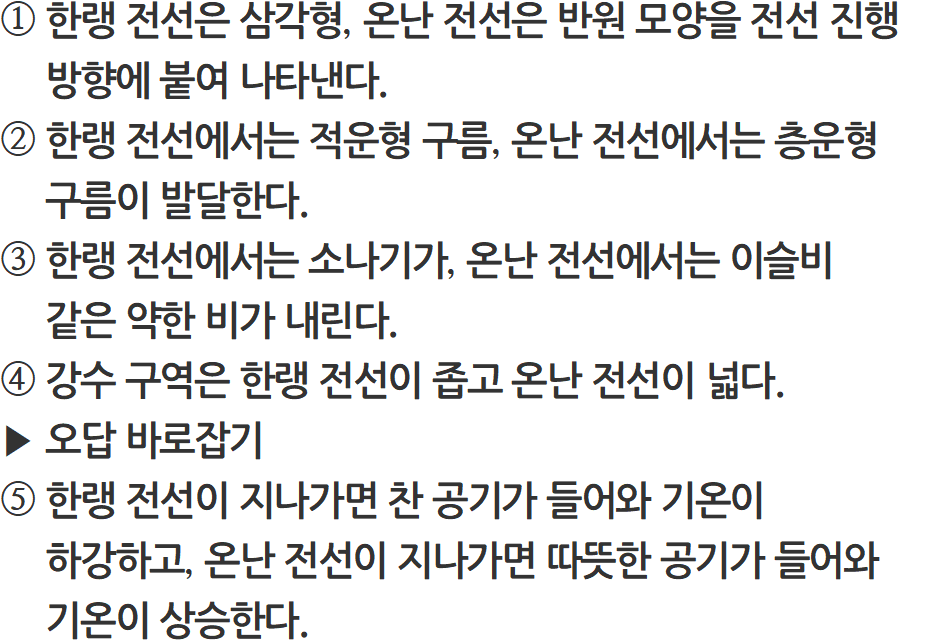 ① 한랭 전선은 삼각형, 온난 전선은 반원 모양을 전선 진행
방향에 붙여 나타낸다.
② 한랭 전선에서는 적운형 구름, 온난 전선에서는 층운형
구름이 발달한다.
③ 한랭 전선에서는 소나기가, 온난 전선에서는 이슬비
같은 약한 비가 내린다.
④ 강수 구역은 한랭 전선이 좁고 온난 전선이 넓다.
▶ 오답 바로잡기
⑤ 한랭 전선이 지나가면 찬 공기가 들어와 기온이
하강하고, 온난 전선이 지나가면 따뜻한 공기가 들어와
기온이 상승한다.